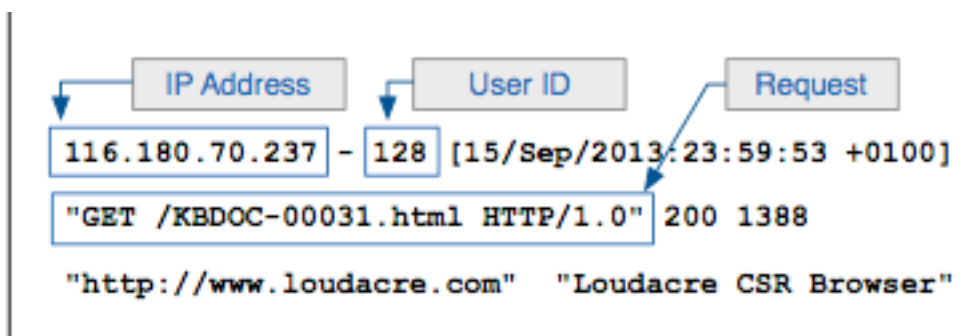 IP Address User ID Request
116.180.70.237 - 128 [15/Sep/2013:23:59:53 +0100]
"GET /KBDOC-00031.html HTTP/1.0" 200 1388
"http://www.loudacre.com" "Loudacre CSR Browser"